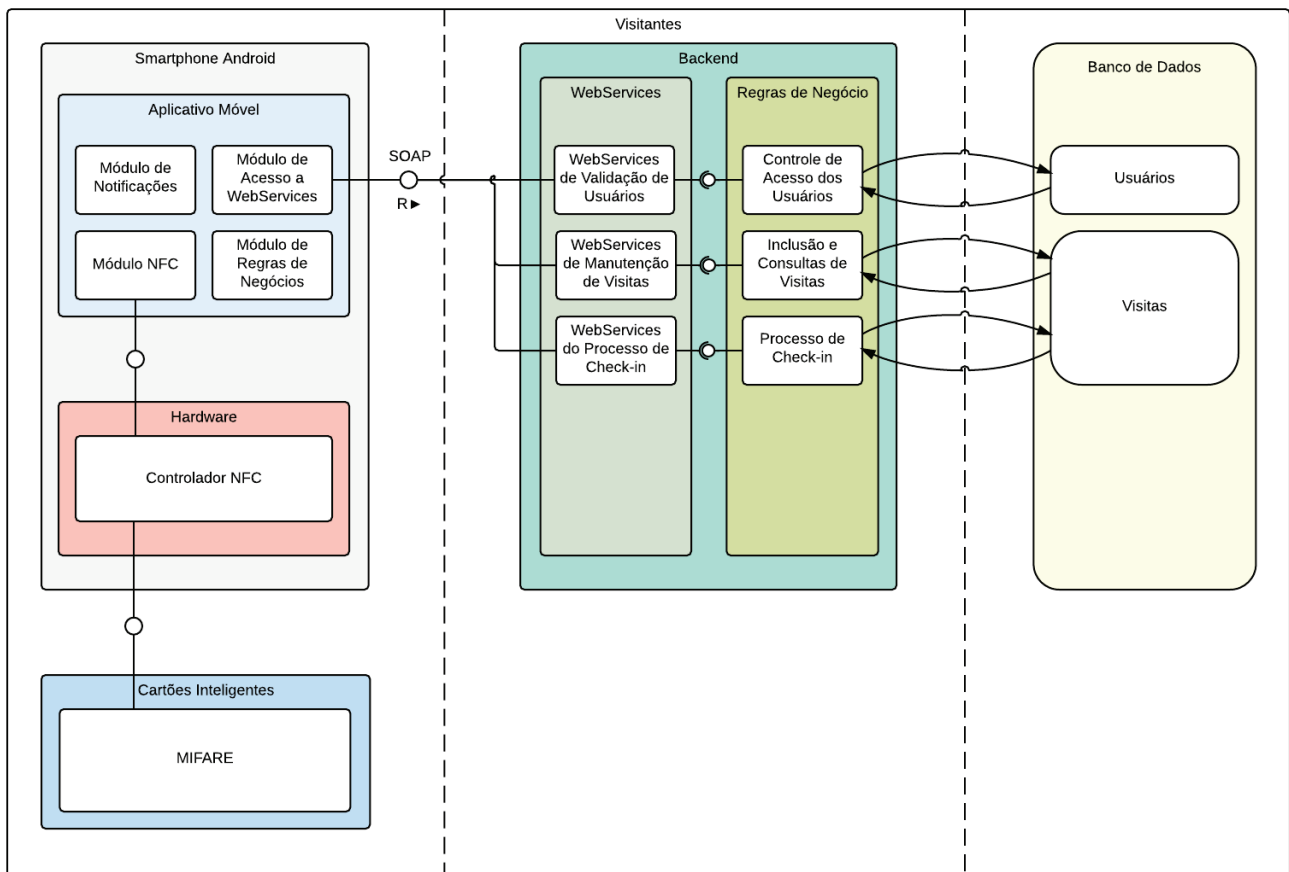 Visitantes
Smartphone Android
Aplicativo Móvel
Módulo de
Notificações
Módulo de
Acesso a
WebServices
Módulo NFC
Módulo de
Regras de
Negócios
Hardware
Controlador NFC
Cartões Inteligentes
MIFARE
SOAP
R►
Backend
WebServices
WebServices
de Validação de
Usuários
WebServices
de Manutenção
de Visitas
WebServices
do Processo de
Check-in
Regras de Negócio
Controle de
Acesso dos
Usuários
Inclusão e
Consultas de
Visitas
Processo de
Check-in
Banco de Dados
Usuários
Visitas